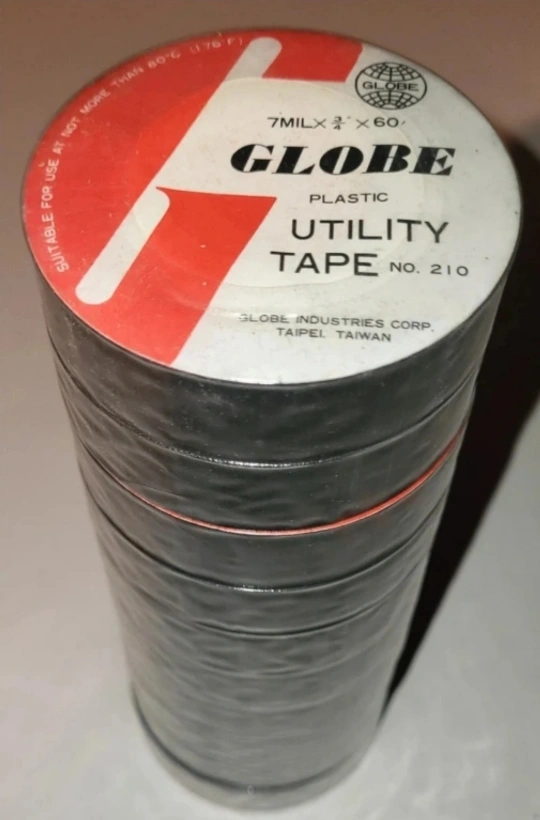 SUITABLE FOR USE AT NOT MORE THAN 80°C (176°F)
GLOBE
7MIL× 3/4" ×60'
GLOBE
PLASTIC
UTILITY
TAPE NO. 210
GLOBE INDUSTRIES CORP.
TAIPEI, TAIWAN